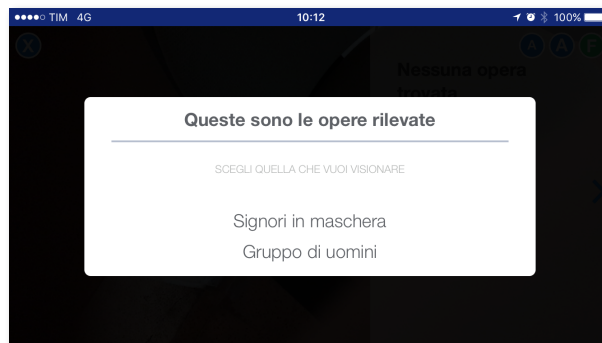 TIM 4G 10:12 100%
X A A F
Nessuna opera
trovata
Queste sono le opere rilevate
SCEGLI QUELLA CHE VUOI VISIONARE
Signori in maschera
Gruppo di uomini